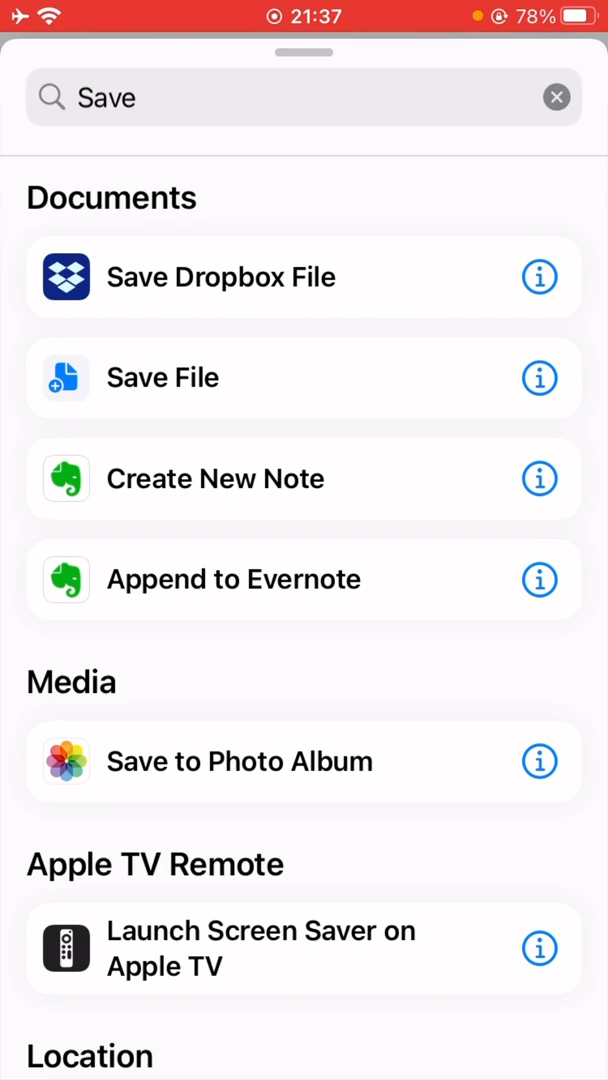 21:37
78%
Save
Documents
Save Dropbox File
Save File
Create New Note
Append to Evernote
Media
Save to Photo Album
Apple TV Remote
Launch Screen Saver on
Apple TV
Location